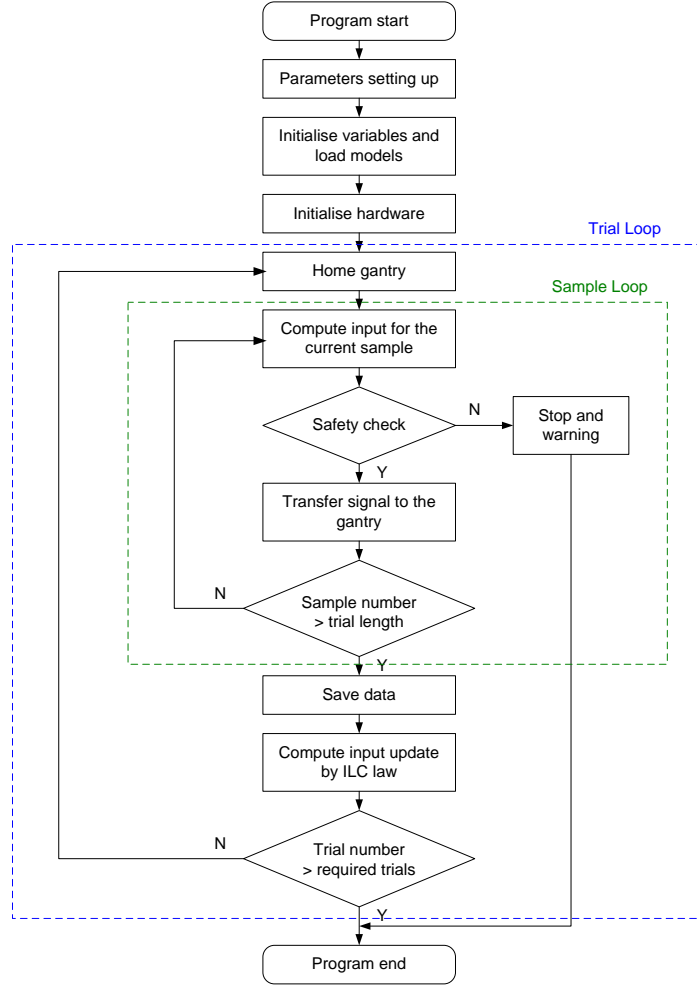 Program start
Parameters setting up
Initialise variables and
load models
Initialise hardware
Trial Loop
Home gantry
Sample Loop
Compute input for the
current sample
Safety check
N
Stop and
warning
Y
Transfer signal to the
gantry
N
Sample number
> trial length
Y
Save data
Compute input update
by ILC law
N
Trial number
> required trials
Y
Program end